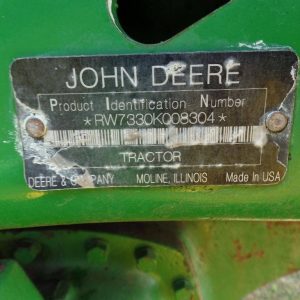 JOHN DEERE
Product Identification Number
*RW7330K008304*
TRACTOR
DEERE & COMPANY MOLINE, ILLINOIS Made In USA